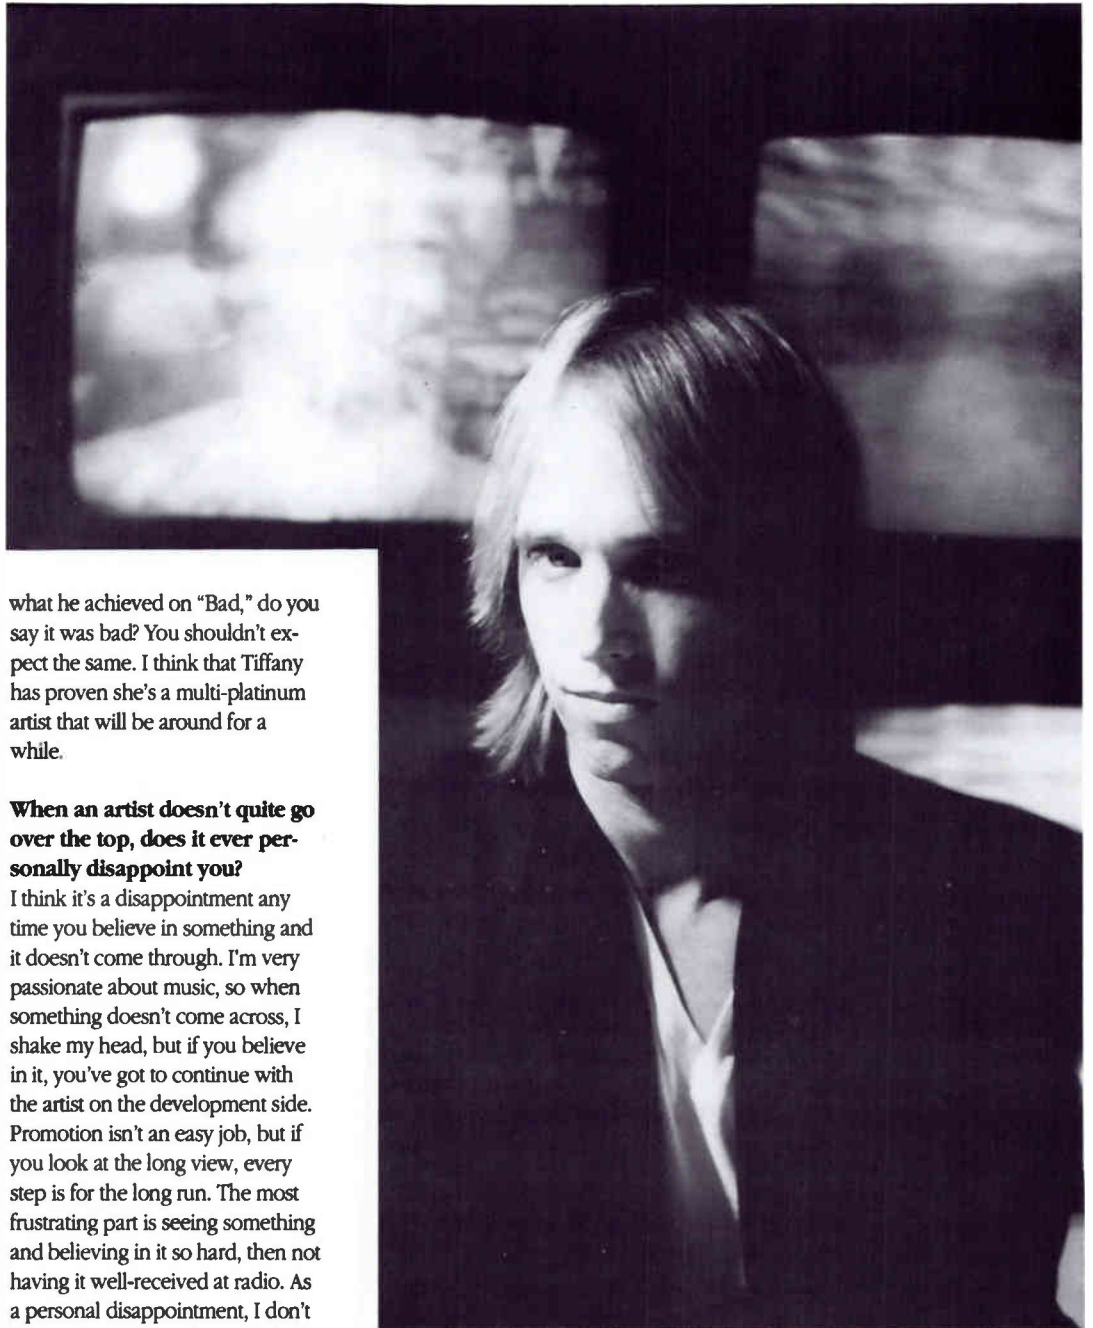 what he achieved on “Bad,” do you
say it was bad? You shouldn't ex-
pect the same. I think that Tiffany
has proven she's a multi-platinum
artist that will be around for a
while.
When an artist doesn't quite go
over the top, does it ever per-
sonally disappoint you?
I think it's a disappointment any
time you believe in something and
it doesn't come through. I'm very
passionate about music, so when
something doesn't come across, I
shake my head, but if you believe
in it, you've got to continue with
the artist on the development side.
Promotion isn't an easy job, but if
you look at the long view, every
step is for the long run. The most
frustrating part is seeing something
and believing in it so hard, then not
having it well-received at radio. As
a personal disappointment, I don't